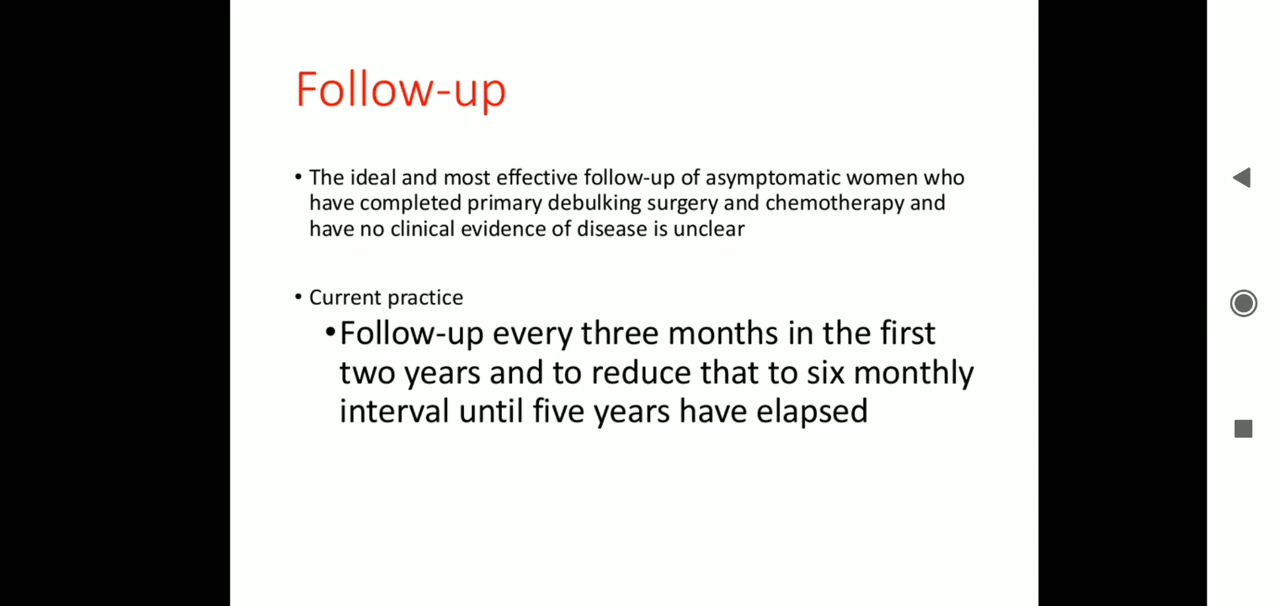 Follow-up
• The ideal and most effective follow-up of asymptomatic women who
have completed primary debulking surgery and chemotherapy and
have no clinical evidence of disease is unclear
• Current practice
•Follow-up every three months in the first
two years and to reduce that to six monthly
interval until five years have elapsed